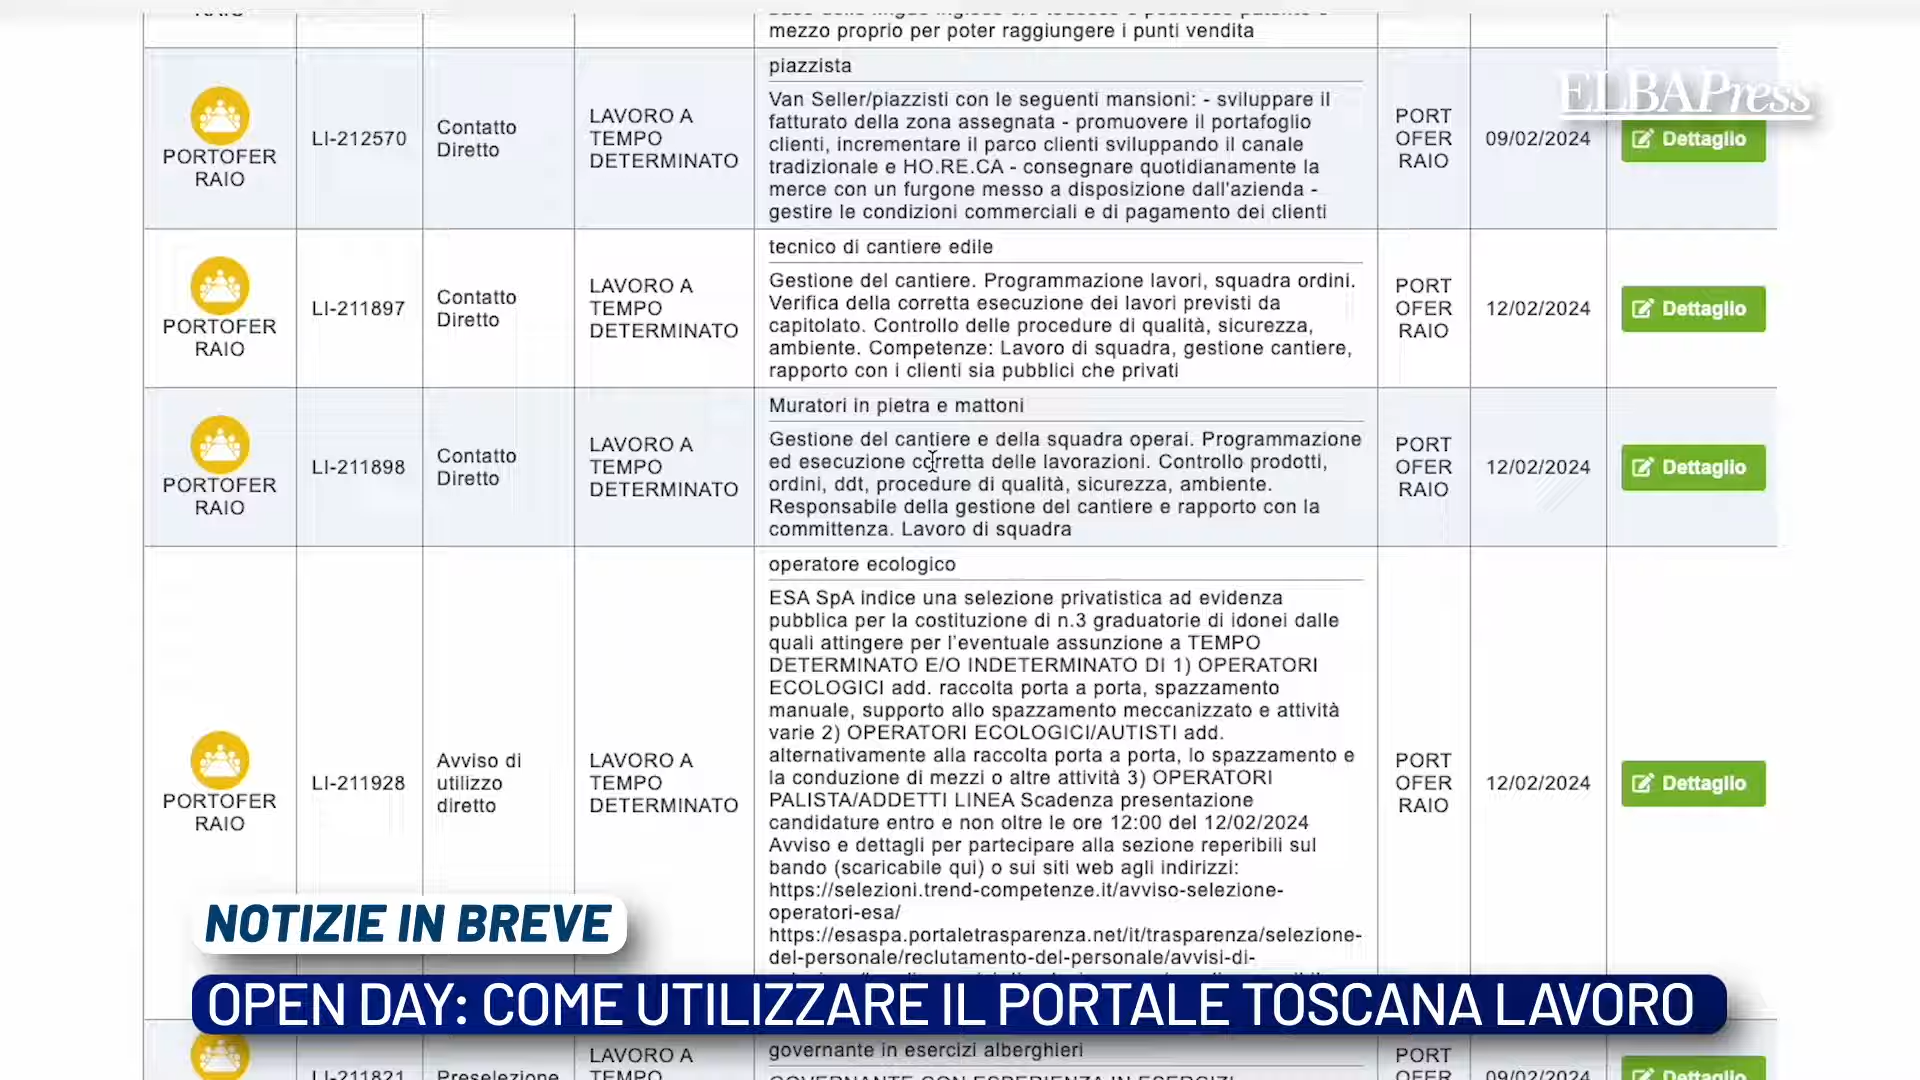 mezzo proprio per poter raggiungere i punti vendita
ELBAPress
PORTOFER
RAIO
LI-212570
Contatto
Diretto
LAVORO A
TEMPO
DETERMINATO
piazzista
Van Seller/piazzisti con le seguenti mansioni: - sviluppare il
fatturato della zona assegnata - promuovere il portafoglio
clienti, incrementare il parco clienti sviluppando il canale
tradizionale e HO.RE.CA - consegnare quotidianamente la
merce con un furgone messo a disposizione dall'azienda -
gestire le condizioni commerciali e di pagamento dei clienti
PORT
OFER
RAIO
09/02/2024
Dettaglio
PORTOFER
RAIO
LI-211897
Contatto
Diretto
LAVORO A
TEMPO
DETERMINATO
tecnico di cantiere edile
Gestione del cantiere. Programmazione lavori, squadra ordini.
Verifica della corretta esecuzione dei lavori previsti da
capitolato. Controllo delle procedure di qualità, sicurezza,
ambiente. Competenze: Lavoro di squadra, gestione cantiere,
rapporto con i clienti sia pubblici che privati
PORT
OFER
RAIO
12/02/2024
Dettaglio
PORTOFER
RAIO
LI-211898
Contatto
Diretto
LAVORO A
TEMPO
DETERMINATO
Muratori in pietra e mattoni
Gestione del cantiere e della squadra operai. Programmazione
ed esecuzione corretta delle lavorazioni. Controllo prodotti,
ordini, ddt, procedure di qualità, sicurezza, ambiente.
Responsabile della gestione del cantiere e rapporto con la
committenza. Lavoro di squadra
PORT
OFER
RAIO
12/02/2024
Dettaglio
PORTOFER
RAIO
LI-211928
Avviso di
utilizzo
diretto
LAVORO A
TEMPO
DETERMINATO
operatore ecologico
ESA SpA indice una selezione privatistica ad evidenza
pubblica per la costituzione di n.3 graduatorie di idonei dalle
quali attingere per l'eventuale assunzione a TEMPO
DETERMINATO E/O INDETERMINATO DI 1) OPERATORI
ECOLOGICI add. raccolta porta a porta, spazzamento
manuale, supporto allo spazzamento meccanizzato e attività
varie 2) OPERATORI ECOLOGICI/AUTISTI add.
alternativamente alla raccolta porta a porta, lo spazzamento e
la conduzione di mezzi o altre attività 3) OPERATORI
PALISTA/ADDETTI LINEA Scadenza presentazione
candidature entro e non oltre le ore 12:00 del 12/02/2024
Avviso e dettagli per partecipare alla sezione reperibili sul
bando (scaricabile qui) o sui siti web agli indirizzi:
https://selezioni.trend-competenze.it/avviso-selezione-
operatori-esa/
https://esaspa.portaletrasparenza.net/it/trasparenza/selezione-
del-personale/reclutamento-del-personale/avvisi-di-
PORT
OFER
RAIO
12/02/2024
Dettaglio
NOTIZIE IN BREVE
OPEN DAY: COME UTILIZZARE IL PORTALE TOSCANA LAVORO
LI-211821
Preselezione
LAVORO A
TEMPO
governante in esercizi alberghieri
GOVERNANTE CON ESPERIENZA IN ESERCIZI
PORT
OFER
09/02/2024
Dettaglio